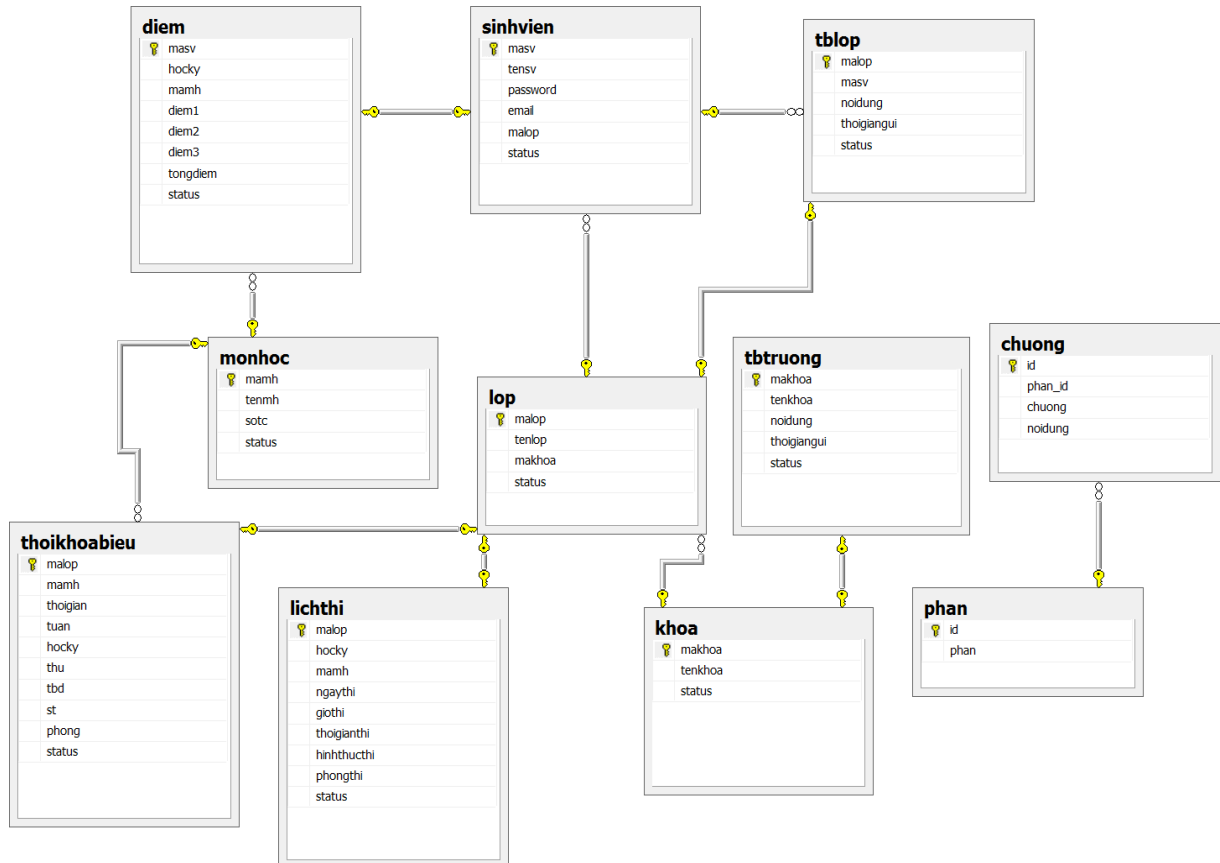 diem
masv
hocky
mamh
diem1
diem2
diem3
tongdiem
status
sinhvien
masv
tensv
password
email
malop
status
tblop
malop
masv
noidung
thoigiangui
status
monhoc
mamh
tenmh
sotc
status
lop
malop
tenlop
makhoa
status
tbtruong
makhoa
tenkhoa
noidung
thoigiangui
status
chuong
id
phan_id
chuong
noidung
thoikhoabieu
malop
mamh
thoigian
tuan
hocky
thu
tbd
st
phong
status
lichthi
malop
hocky
mamh
ngaythi
giothi
thoigianthi
hinhthucthi
phongthi
status
khoa
makhoa
tenkhoa
status
phan
id
phan